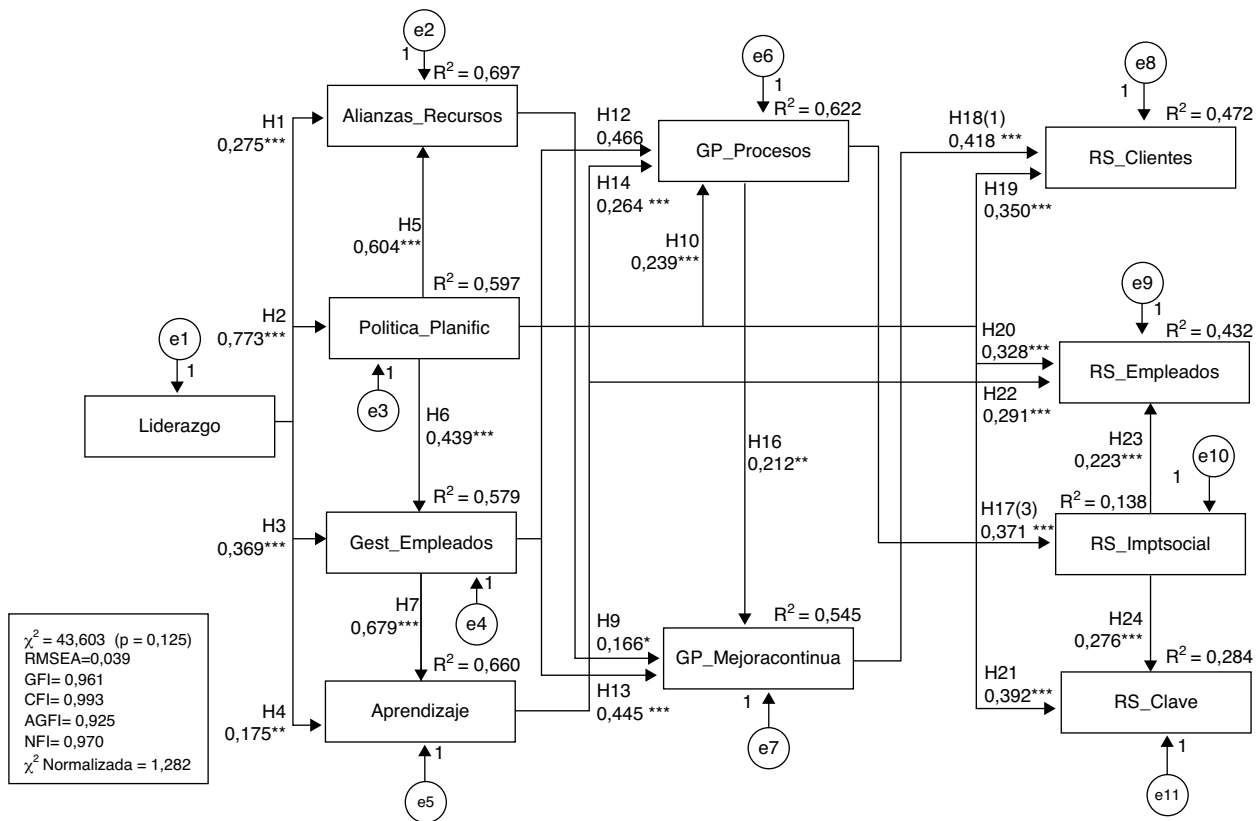 e2
1
R² = 0,697
Alianzas_Recursos
H1
0,275***
H5
0,604***
R² = 0,597
H2
0,773***
Politica_Planific
e1
1
Liderazgo
1
e3
H6
0,439***
R² = 0,579
H3
0,369***
Gest_Empleados
1
e4
H7
0,679***
R² = 0,660
H4
0,175**
Aprendizaje
1
e5
χ² = 43,603 (p = 0,125)
RMSEA=0,039
GFI= 0,961
CFI= 0,993
AGFI= 0,925
NFI= 0,970
χ² Normalizada = 1,282
e6
1
R² = 0,622
H12
0,466
GP_Procesos
H14
0,264 ***
H10
0,239***
H16
0,212**
H9
0,166*
R² = 0,545
GP_Mejoracontinua
H13
0,445 ***
1
e7
e8
1
R² = 0,472
H18(1)
0,418 ***
RS_Clientes
H19
0,350***
e9
1
R² = 0,432
H20
0,328***
RS_Empleados
H22
0,291***
H23
0,223***
e10
1
R² = 0,138
H17(3)
0,371 ***
RS_Imptsocial
H24
0,276***
R² = 0,284
H21
0,392***
RS_Clave
1
e11